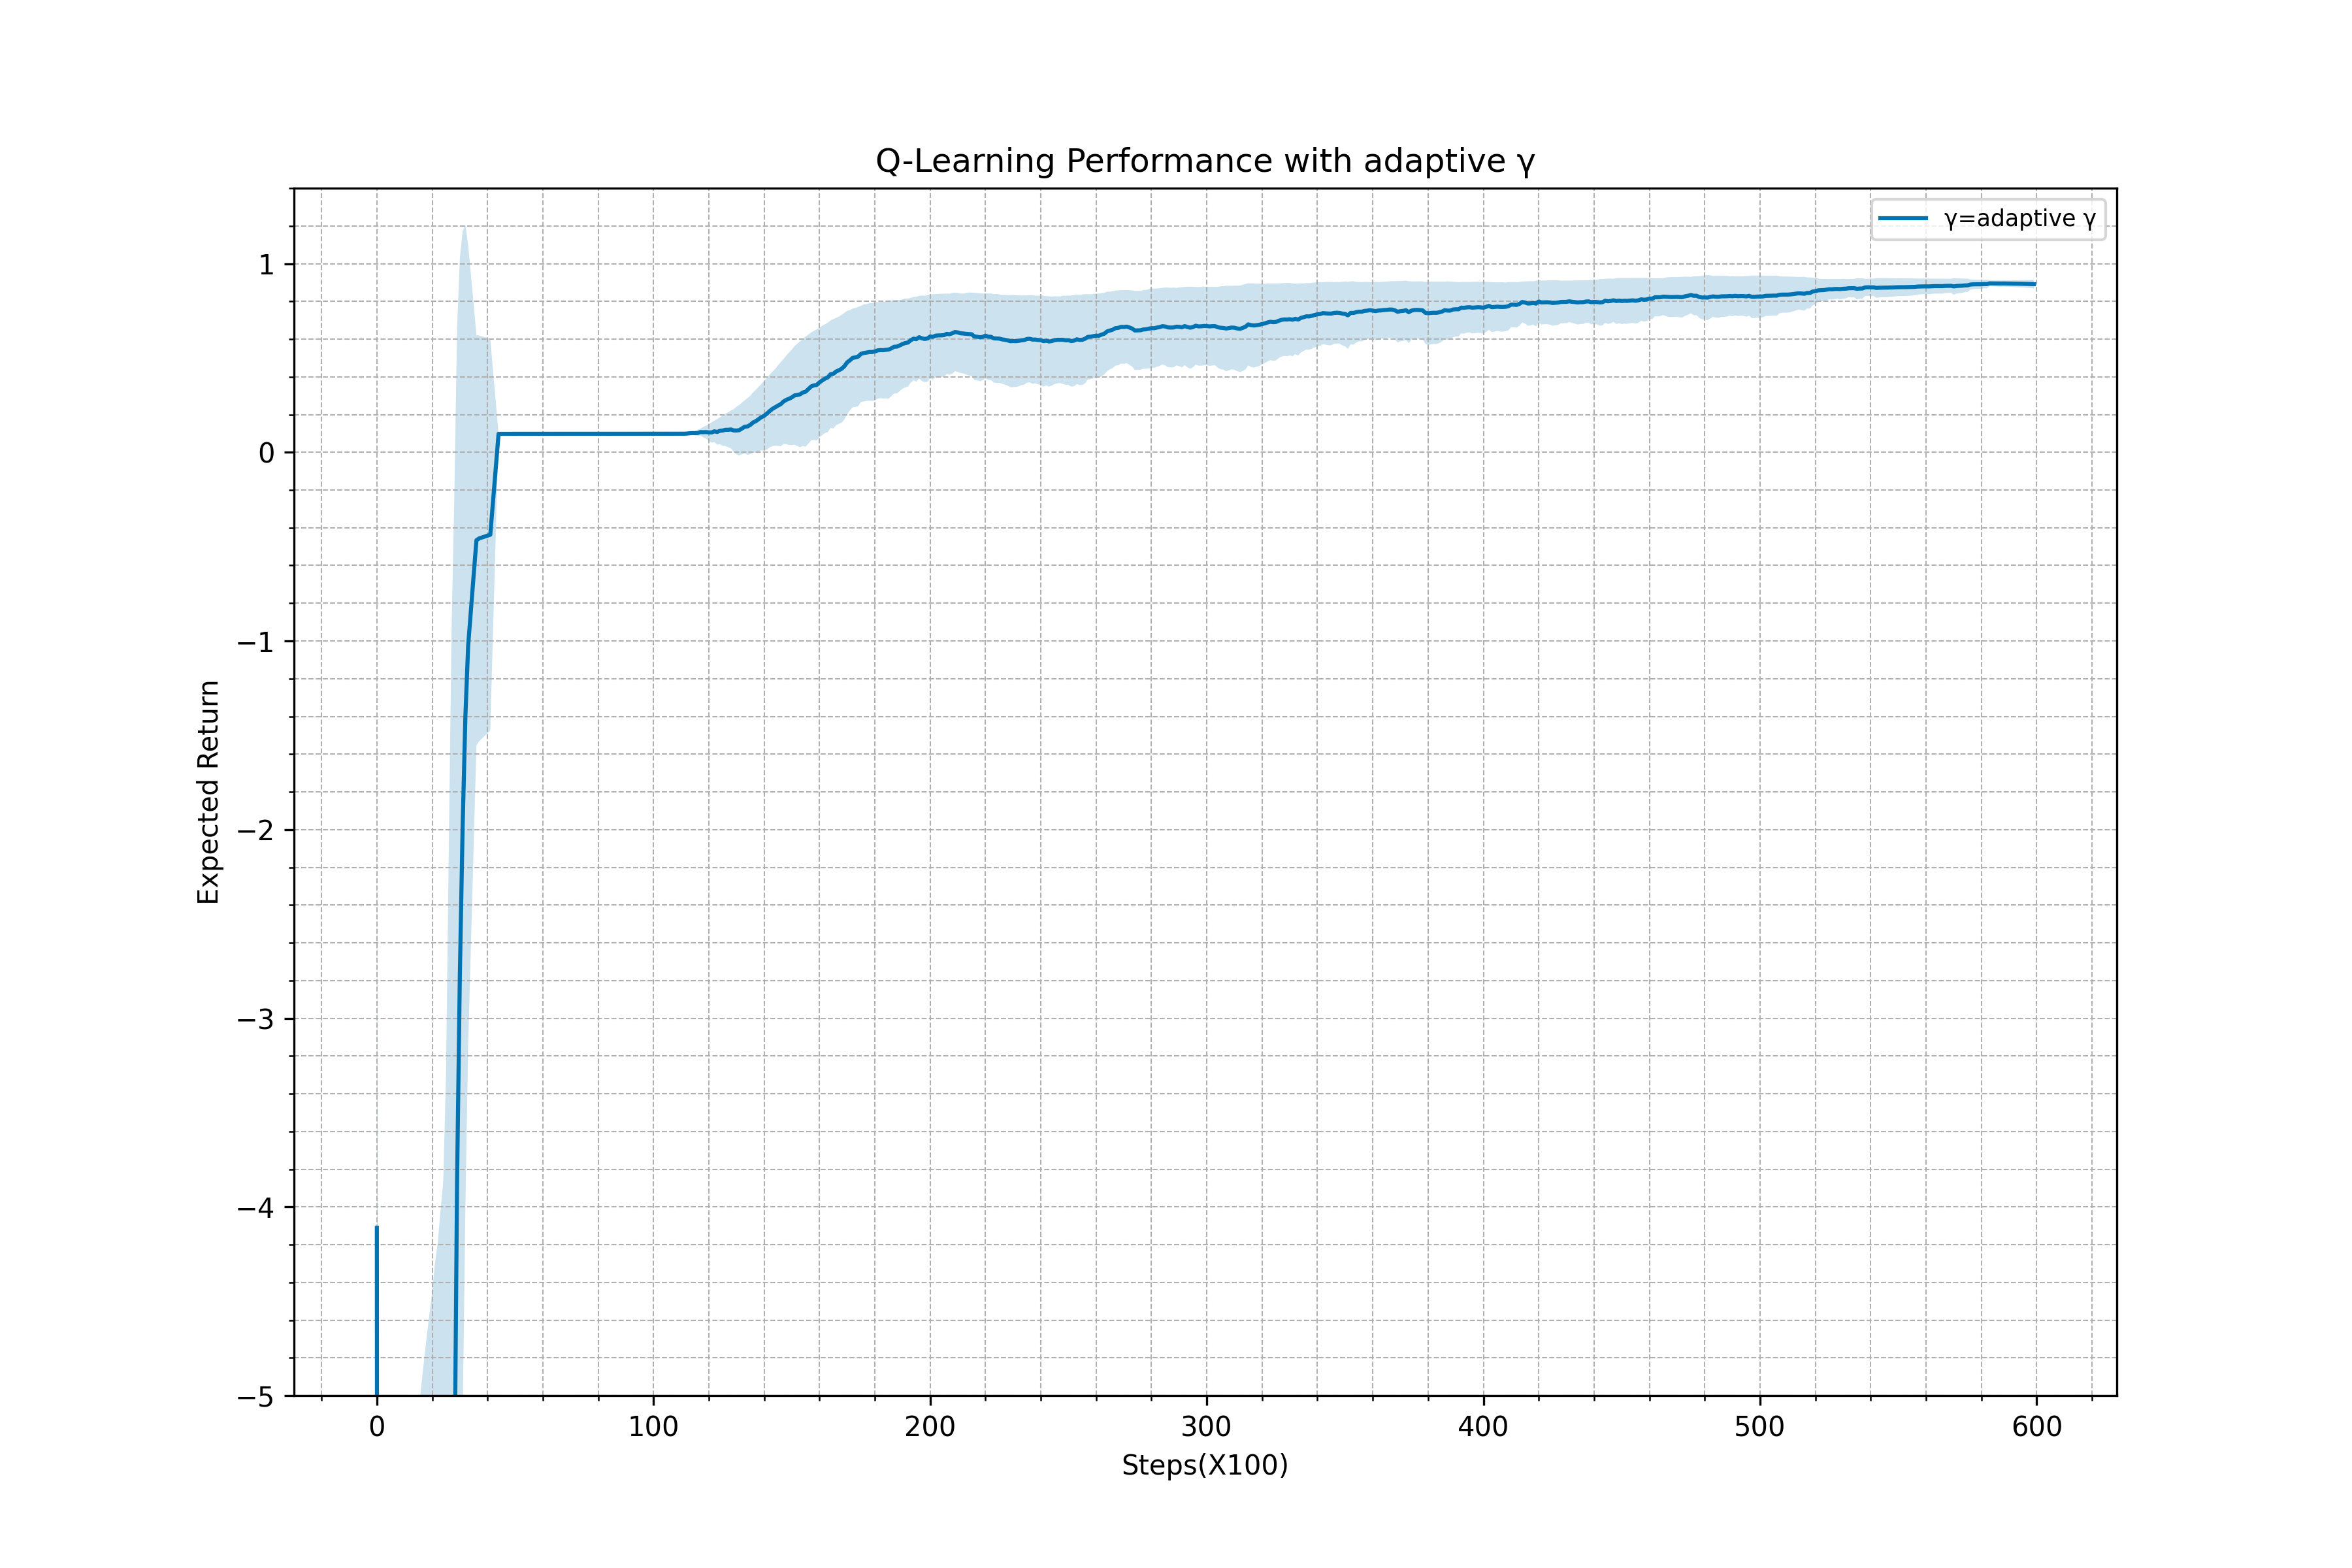 Q-Learning Performance with adaptive γ
γ=adaptive γ
1
0
−1
−2
−3
−4
−5
Expected Return
0 100 200 300 400 500 600
Steps(X100)